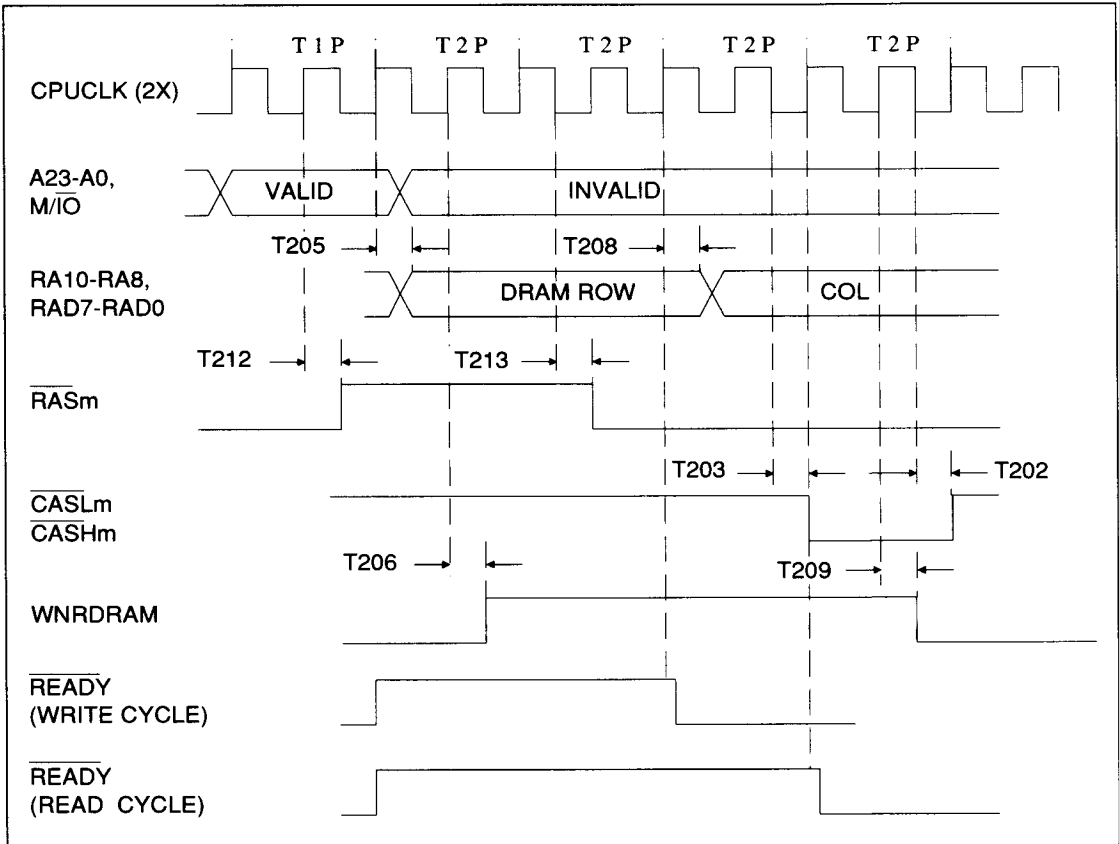 T1P T2P T2P T2P T2P
CPUCLK (2X)
A23-A0,
M/IO
VALID INVALID
T205 T208
RA10-RA8,
RAD7-RAD0
DRAM ROW COL
T212 T213
RASm
T203 T202
CASLm
CASHm
T206 T209
WNRDRAM
READY
(WRITE CYCLE)
READY
(READ CYCLE)